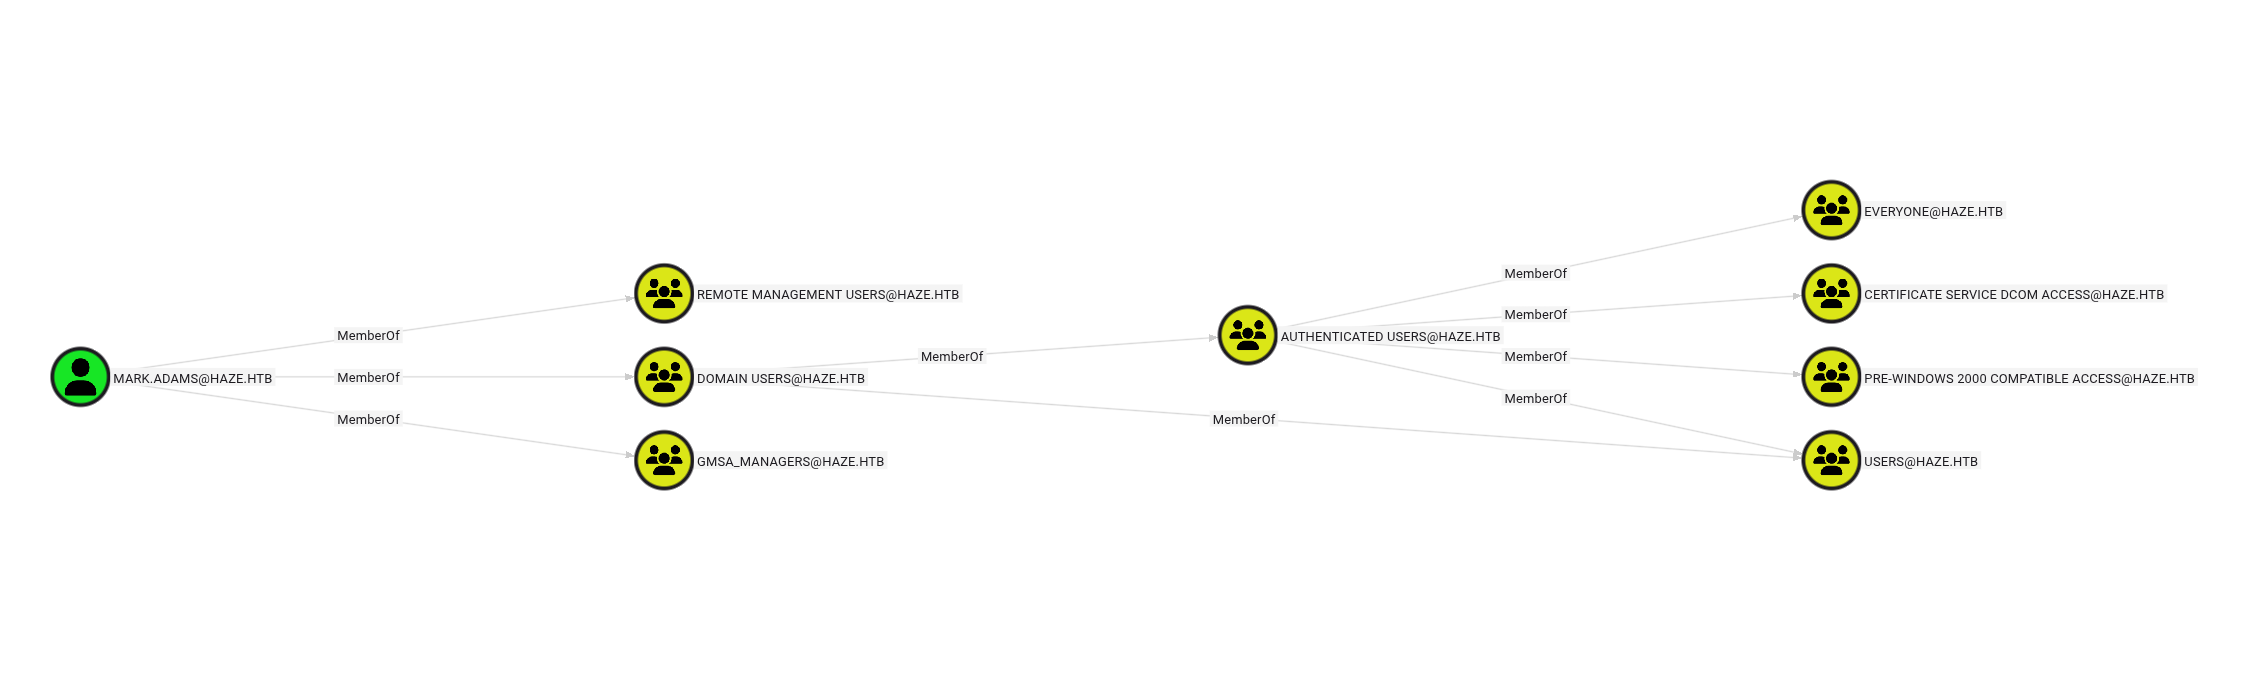 EVERYONE@HAZE.HTB
MemberOf
REMOTE MANAGEMENT USERS@HAZE.HTB
CERTIFICATE SERVICE DCOM ACCESS@HAZE.HTB
MemberOf
MemberOf
AUTHENTICATED USERS@HAZE.HTB
MemberOf
MemberOf
MARK.ADAMS@HAZE.HTB
MemberOf
DOMAIN USERS@HAZE.HTB
PRE-WINDOWS 2000 COMPATIBLE ACCESS@HAZE.HTB
MemberOf
MemberOf
MemberOf
GMSA_MANAGERS@HAZE.HTB
USERS@HAZE.HTB